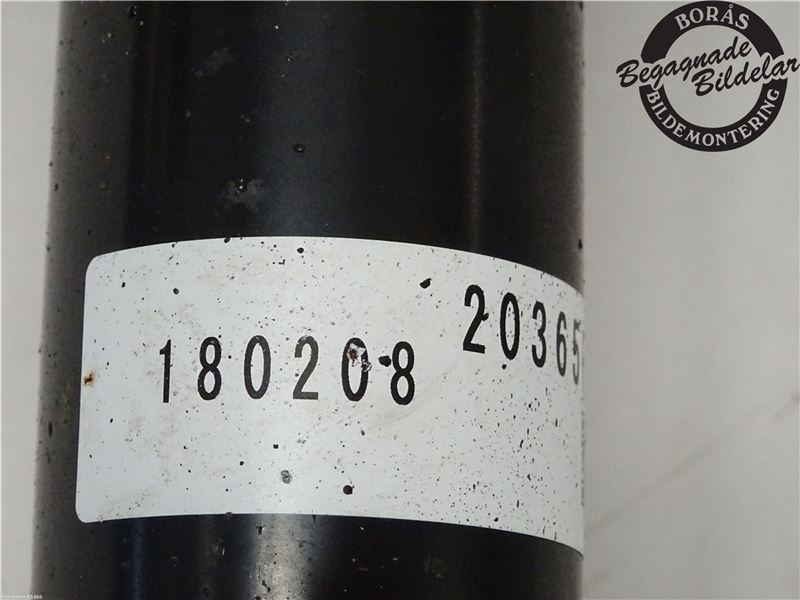 BORÅS
Begagnade
Bildelar
BILDEMONTERING
180208
20365